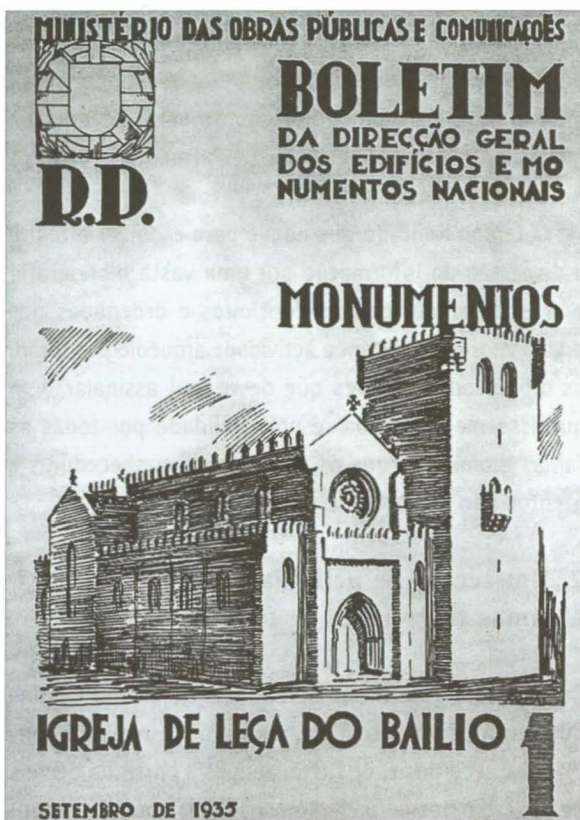 MINISTÉRIO DAS OBRAS PÚBLICAS E COMUNICAÇÕES
BOLETIM
DA DIRECÇÃO GERAL
DOS EDIFÍCIOS E MO
NUMENTOS NACIONAIS
R.P.
MONUMENTOS
IGREJA DE LEÇA DO BAILIO
1
SETEMBRO DE 1935